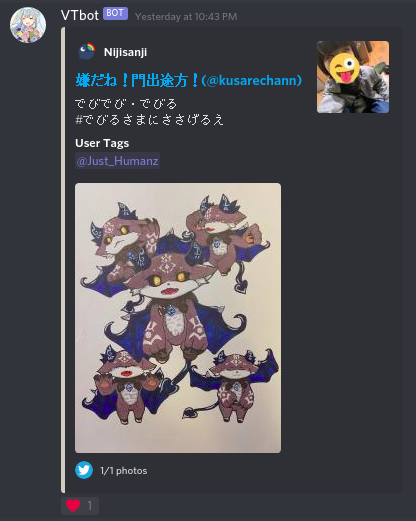 VTbot BOT Yesterday at 10:43 PM
Nijisanji
嫌だね！門出途方！(@kusarechann)
でびでび・でびる
#でびるさまにささげるえ
User Tags
@Just_Humanz
1/1 photos
1